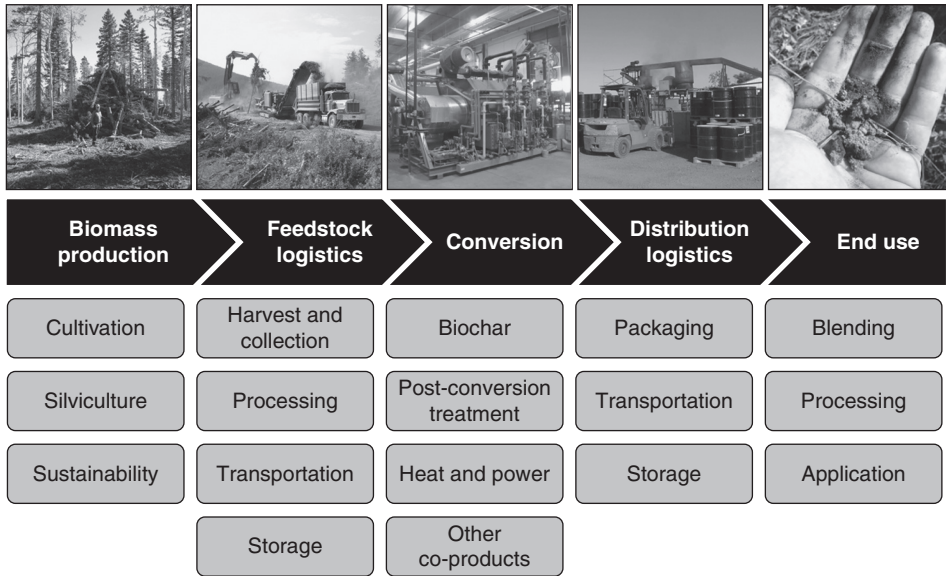 Biomass
production
Feedstock
logistics
Conversion
Distribution
logistics
End use
Cultivation
Harvest and
collection
Biochar
Packaging
Blending
Silviculture
Processing
Post-conversion
treatment
Transportation
Processing
Sustainability
Transportation
Heat and power
Storage
Application
Storage
Other
co-products